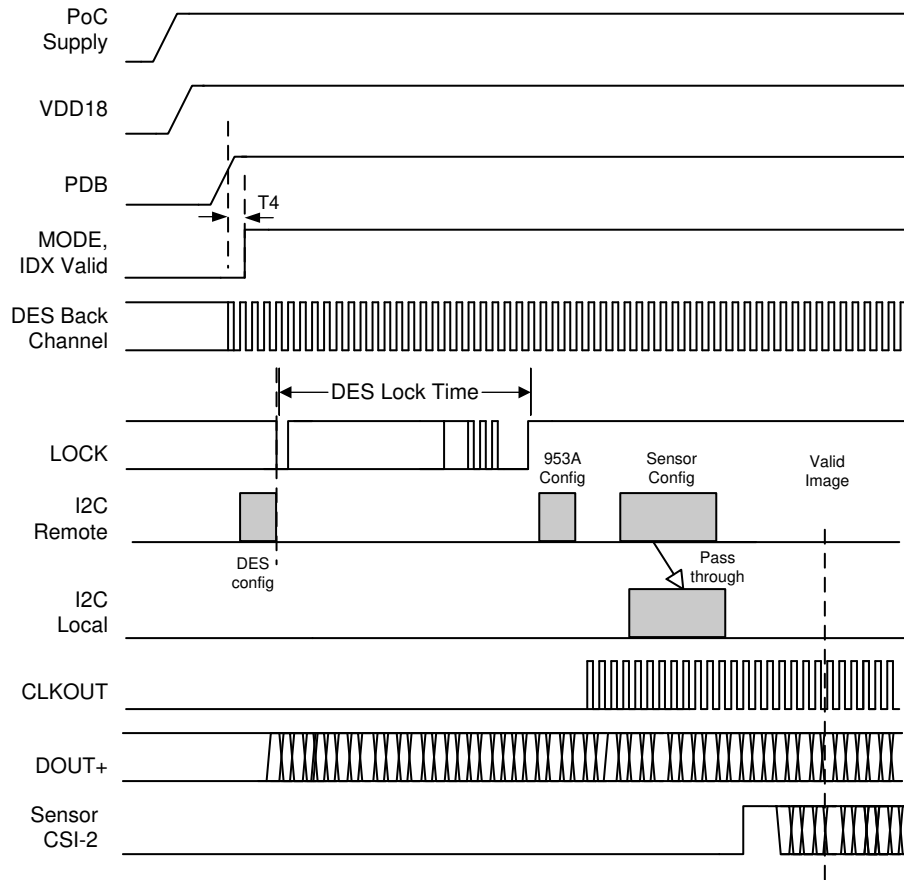 PoC
Supply
VDD18
PDB
T4
MODE,
IDX Valid
DES Back
Channel
DES Lock Time
LOCK
953A
Config
Sensor
Config
Valid
Image
I2C
Remote
DES
config
Pass
through
I2C
Local
CLKOUT
DOUT+
Sensor
CSI-2